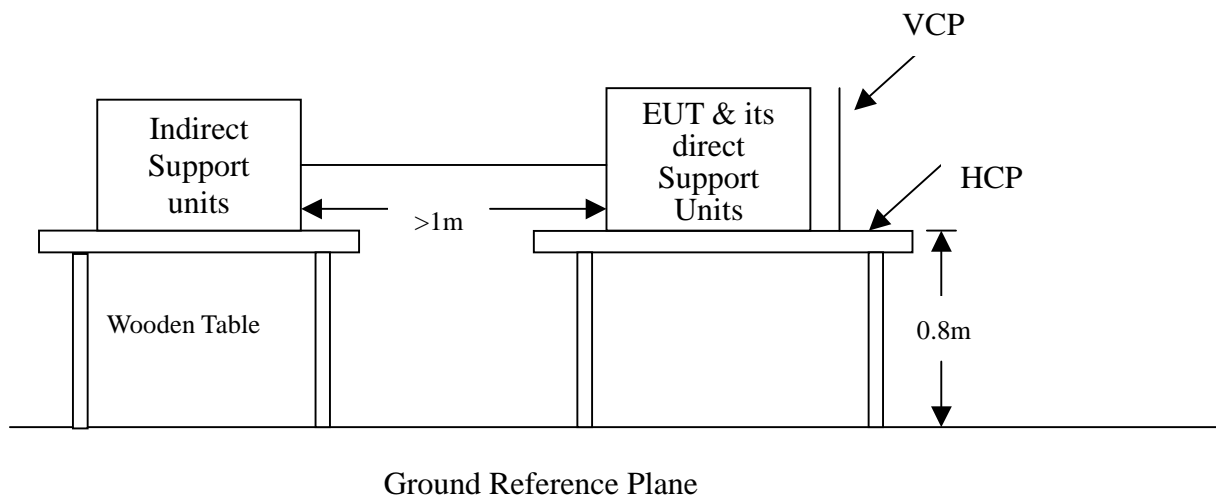 VCP
Indirect
Support
units
EUT & its
direct
Support
Units
HCP
>1m
Wooden Table
0.8m
Ground Reference Plane